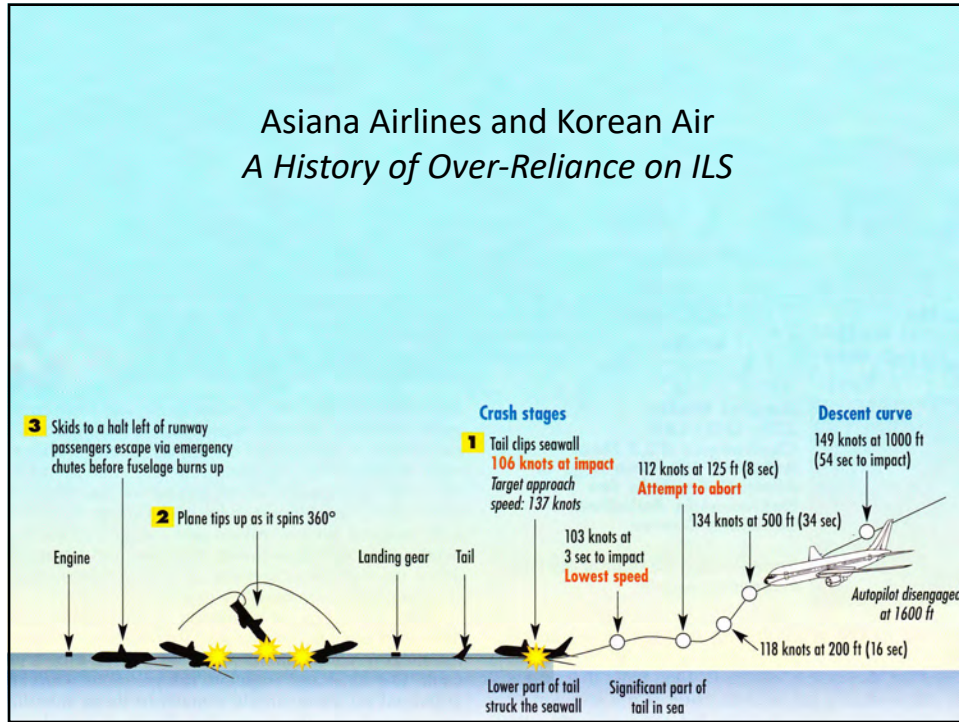 Asiana Airlines and Korean Air
A History of Over-Reliance on ILS
3 Skids to a halt left of runway
passengers escape via emergency
chutes before fuselage burns up
2 Plane tips up as it spins 360°
Engine
Landing gear
Tail
Crash stages
1 Tail clips seawall
106 knots at impact
Target approach
speed: 137 knots
103 knots at
3 sec to impact
Lowest speed
112 knots at 125 ft (8 sec)
Attempt to abort
134 knots at 500 ft (34 sec)
Descent curve
149 knots at 1000 ft
(54 sec to impact)
Autopilot disengaged
at 1600 ft
118 knots at 200 ft (16 sec)
Lower part of tail
struck the seawall
Significant part of
tail in sea